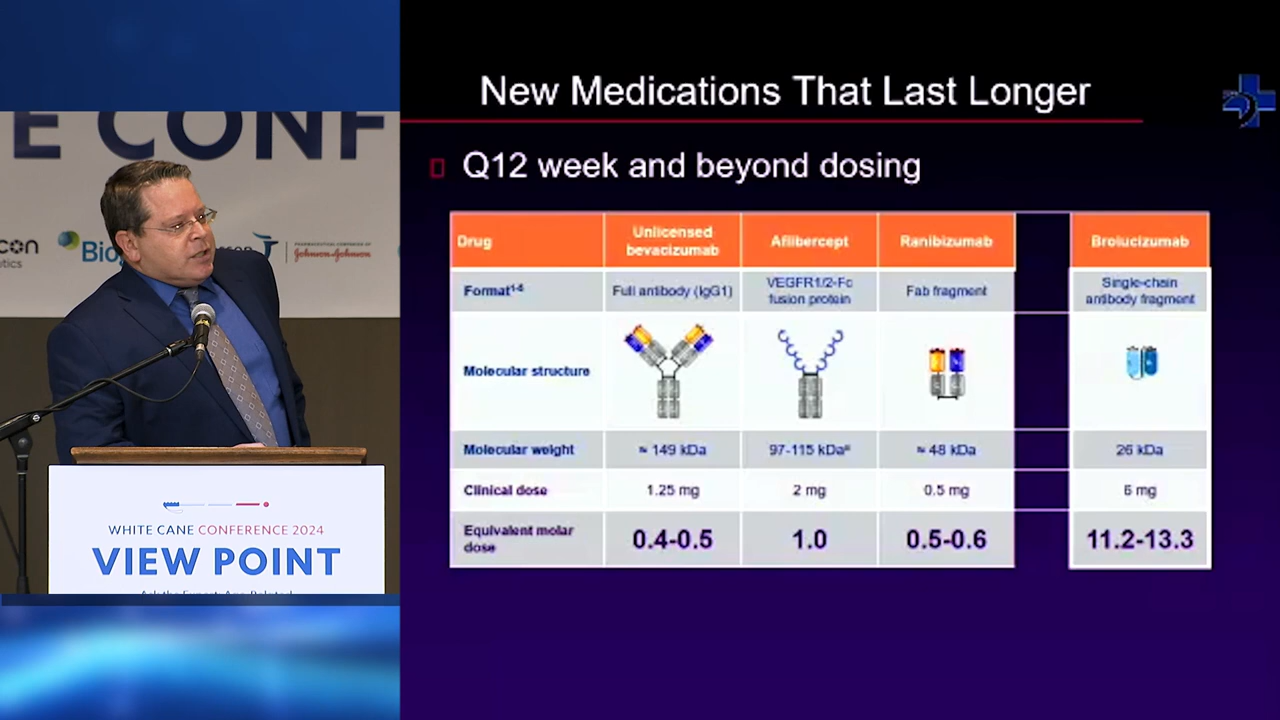 New Medications That Last Longer
Q12 week and beyond dosing
Drug
Unlicensed
bevacizumab
Aflibercept
Ranibizumab
Brolucizumab
Format¹⁻⁵
Full antibody (IgG1)
VEGFR1/2-Fc
fusion protein
Fab fragment
Single-chain
antibody fragment
Molecular structure
Molecular weight
≈ 149 kDa
97-115 kDa
≈ 48 kDa
26 kDa
Clinical dose
1.25 mg
2 mg
0.5 mg
6 mg
Equivalent molar
dose
0.4-0.5
1.0
0.5-0.6
11.2-13.3
E CONF
Johnson-Johnson
WHITE CANE CONFERENCE 2024
VIEW POINT